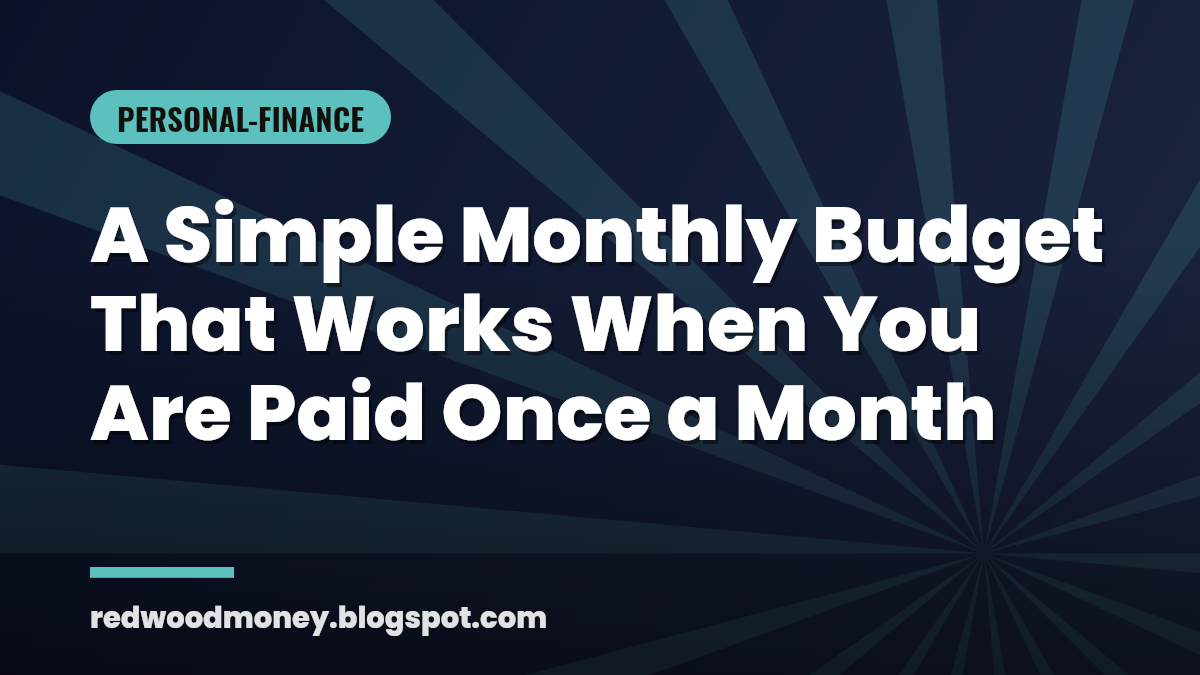 PERSONAL-FINANCE
A Simple Monthly Budget
That Works When You
Are Paid Once a Month
redwoodmoney.blogspot.com